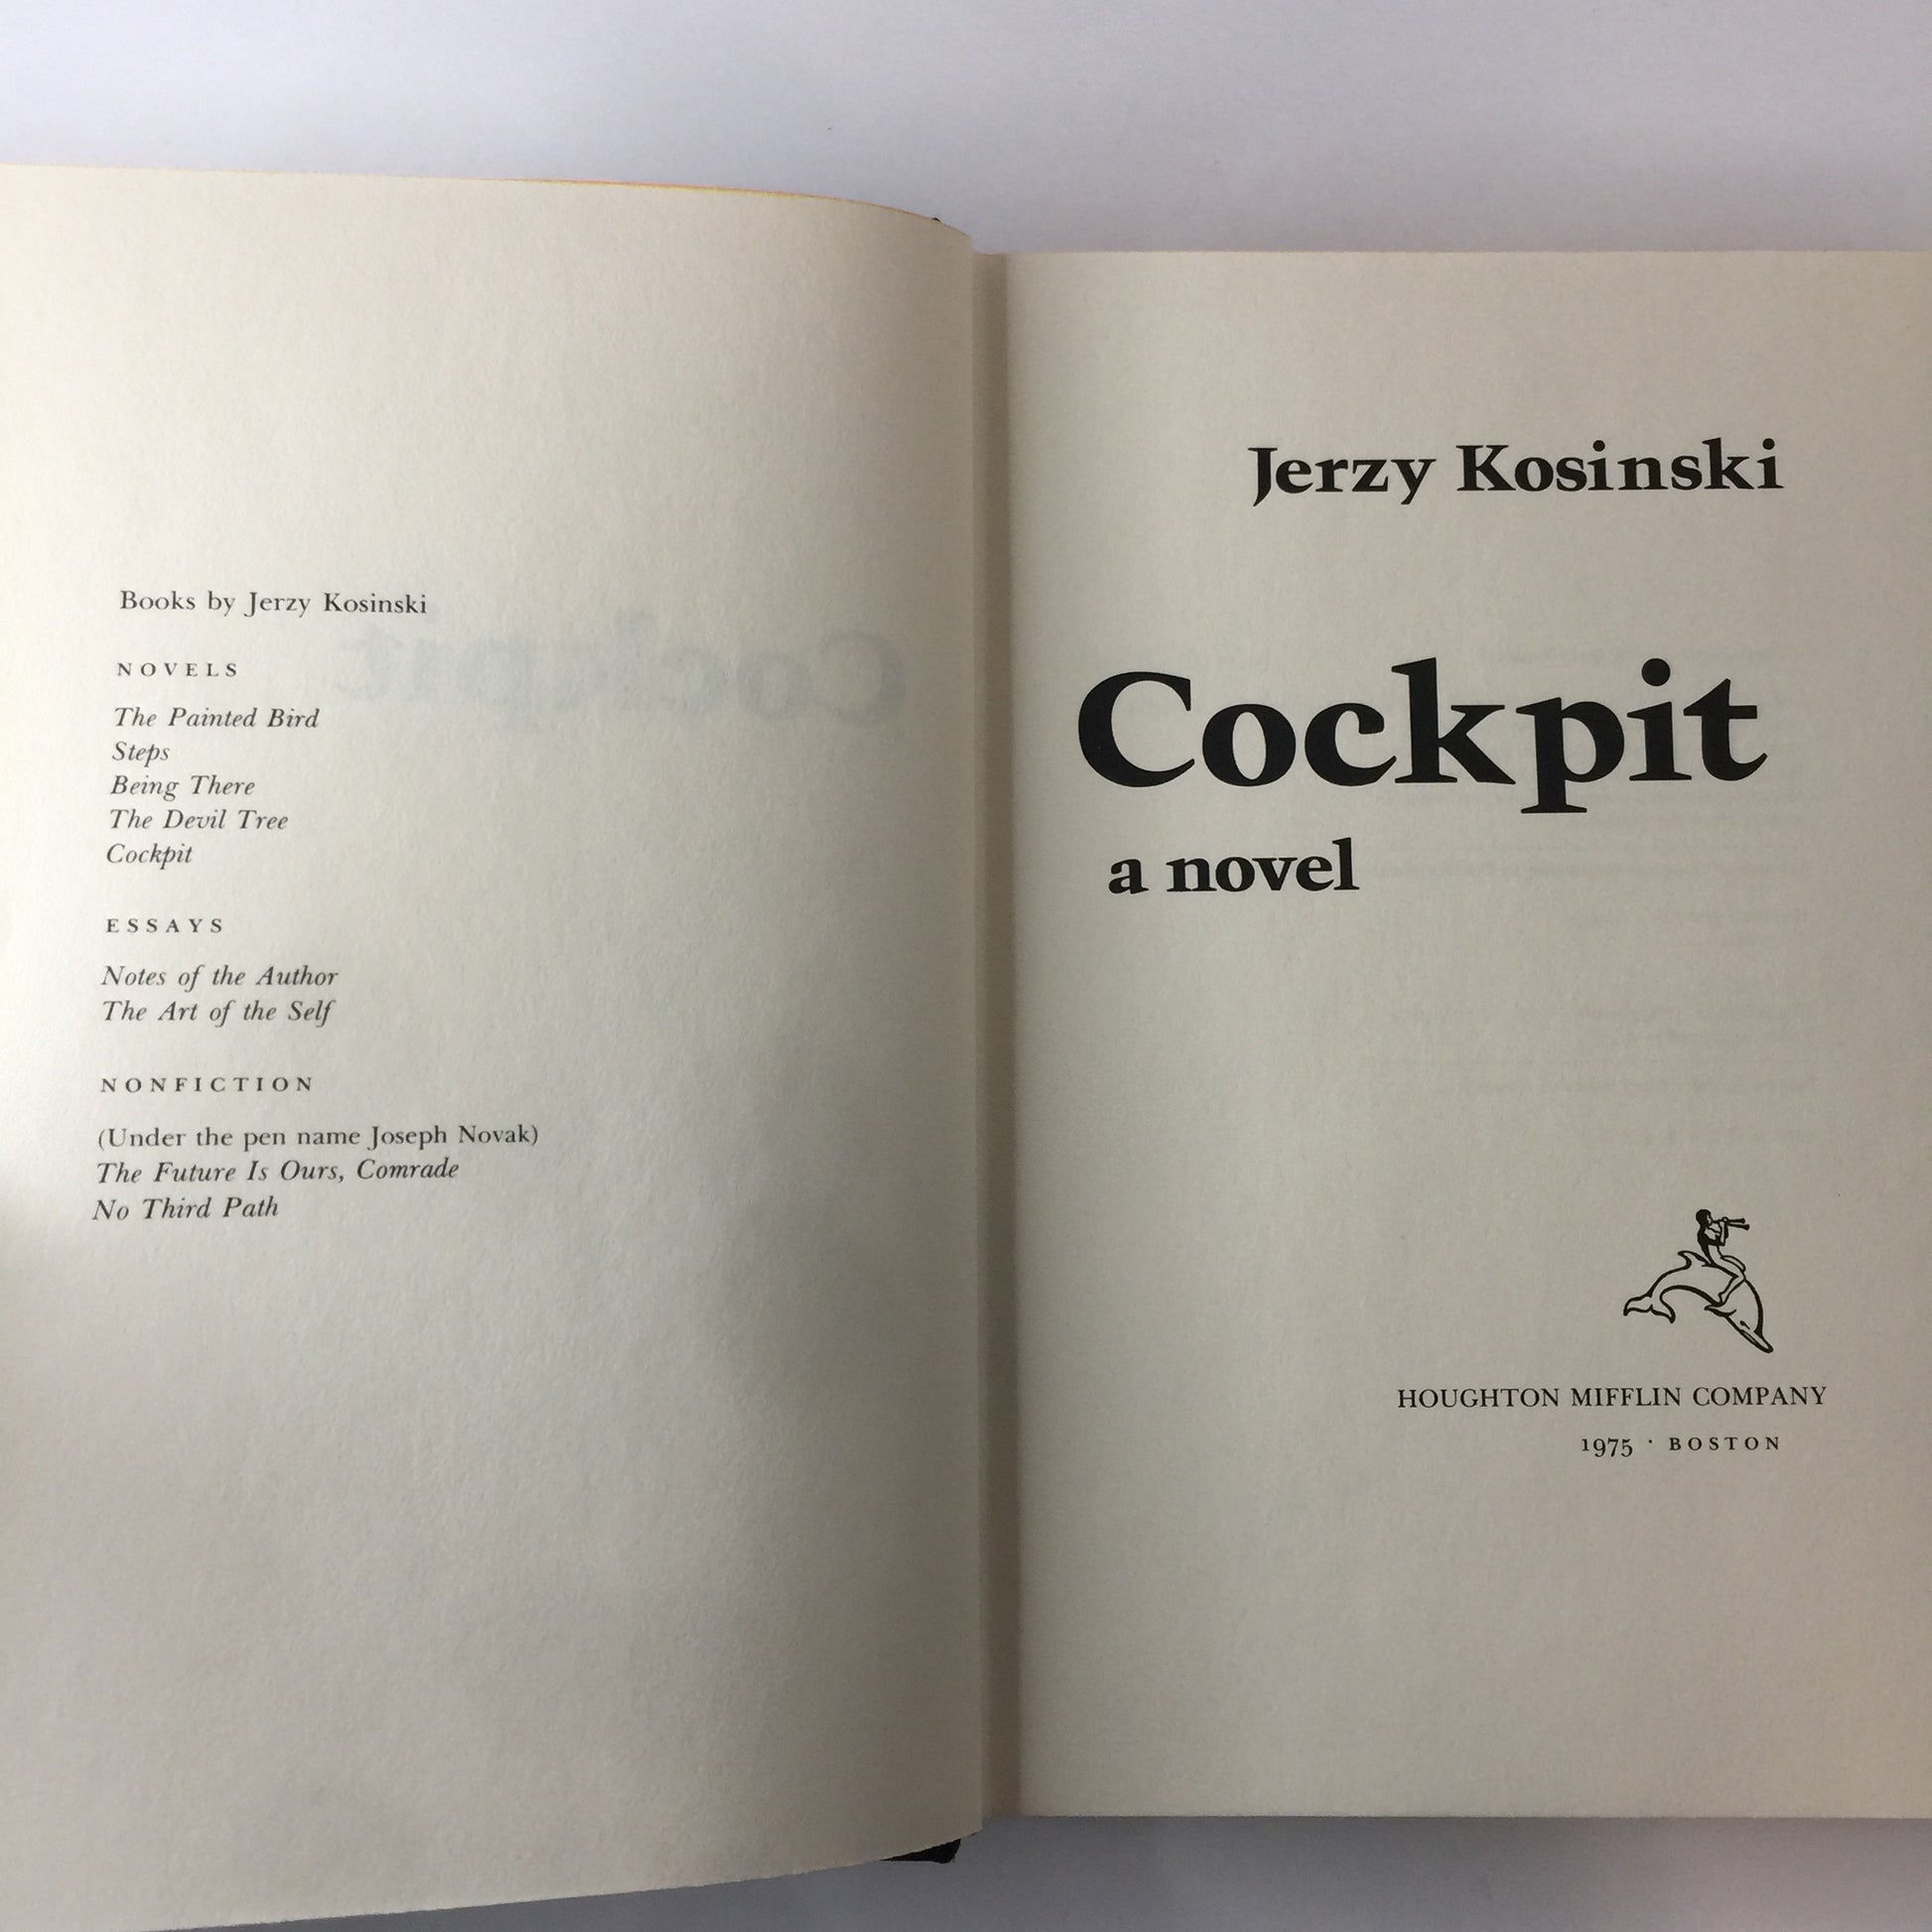 Books by Jerzy Kosinski
NOVELS
The Painted Bird
Steps
Being There
The Devil Tree
Cockpit
ESSAYS
Notes of the Author
The Art of the Self
NONFICTION
(Under the pen name Joseph Novak)
The Future Is Ours, Comrade
No Third Path
Jerzy Kosinski
Cockpit
a novel
HOUGHTON MIFFLIN COMPANY
1975 · BOSTON